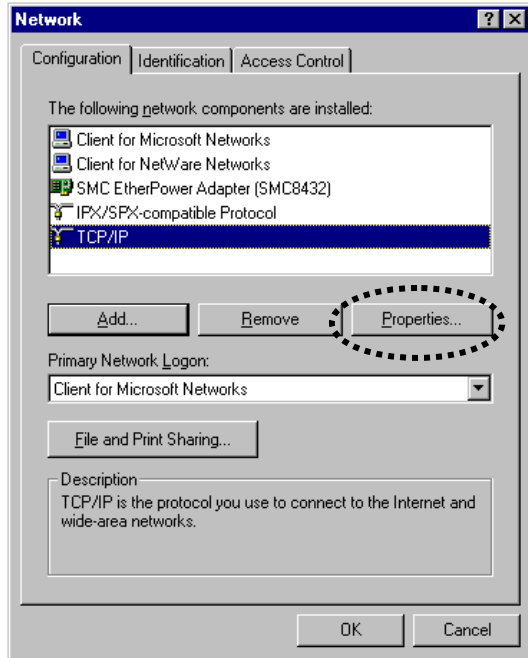 Network
Configuration Identification Access Control
The following network components are installed:
Client for Microsoft Networks
Client for NetWare Networks
SMC EtherPower Adapter (SMC8432)
IPX/SPX-compatible Protocol
TCP/IP
Add... Remove Properties...
Primary Network Logon:
Client for Microsoft Networks
File and Print Sharing...
Description
TCP/IP is the protocol you use to connect to the Internet and
wide-area networks.
OK Cancel